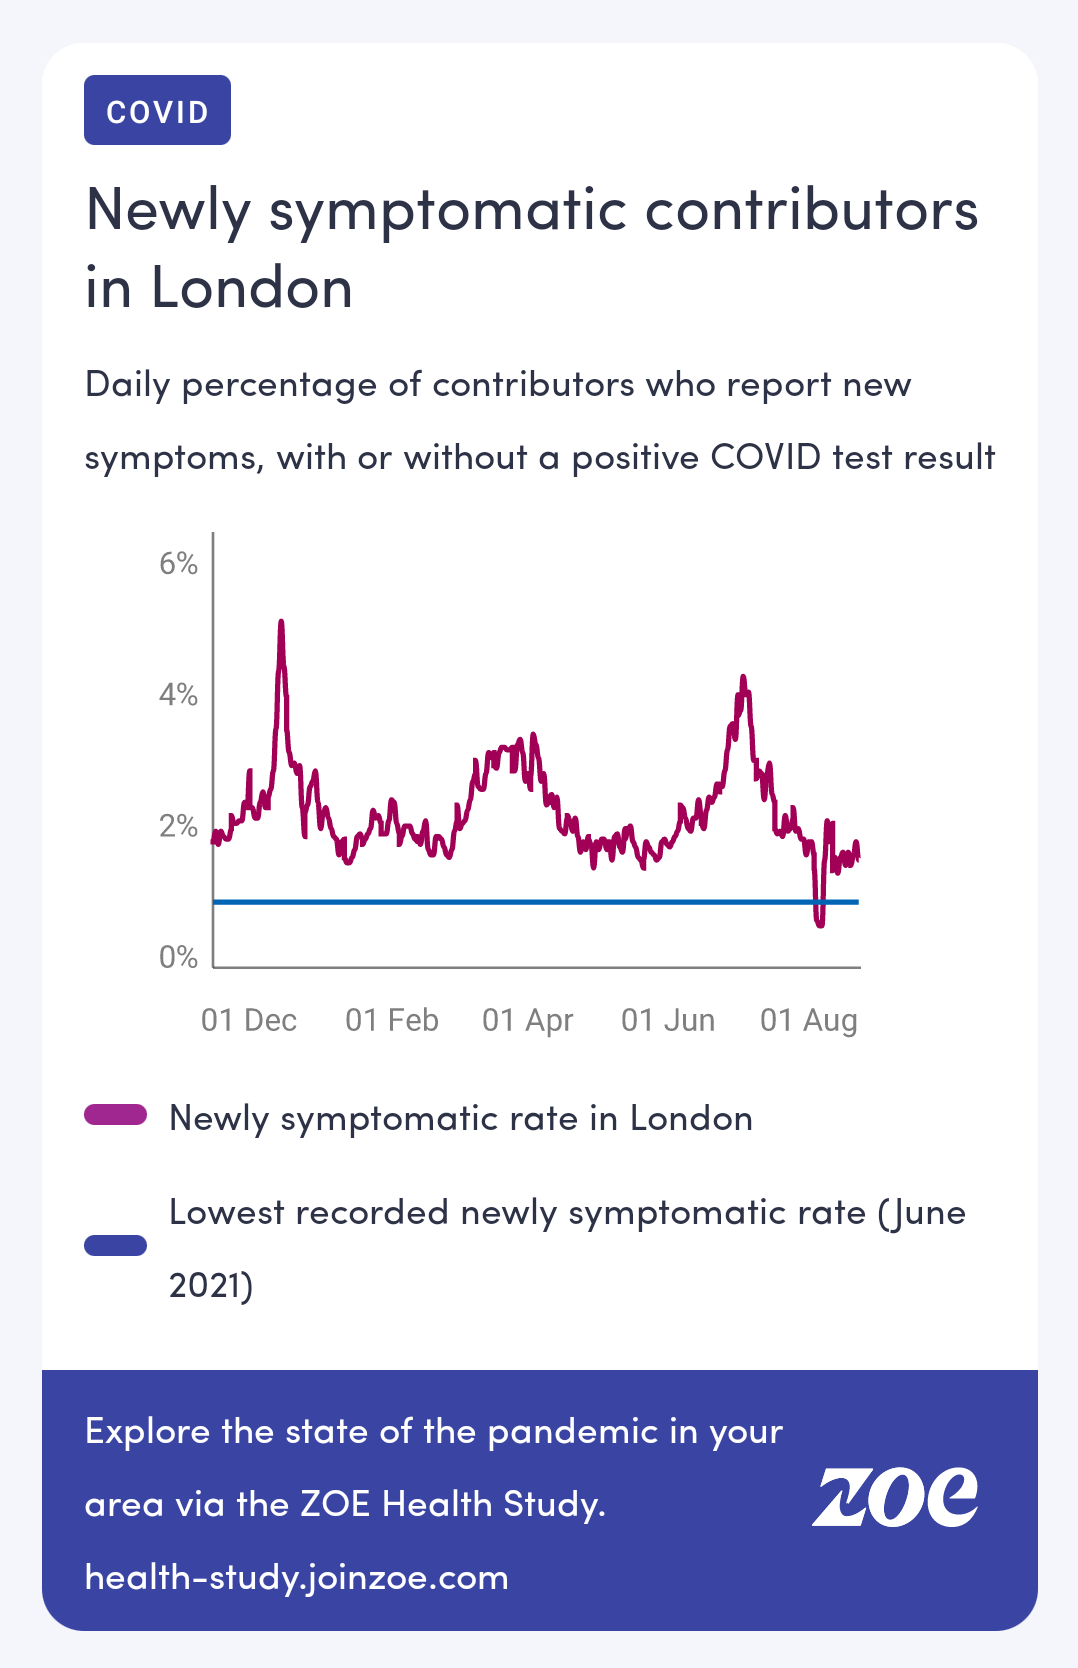 COVID
Newly symptomatic contributors
in London
Daily percentage of contributors who report new
symptoms, with or without a positive COVID test result
6%
4%
2%
0%
01 Dec 01 Feb 01 Apr 01 Jun 01 Aug
Newly symptomatic rate in London
Lowest recorded newly symptomatic rate (June
2021)
Explore the state of the pandemic in your
area via the ZOE Health Study.
health-study.joinzoe.com
zoe